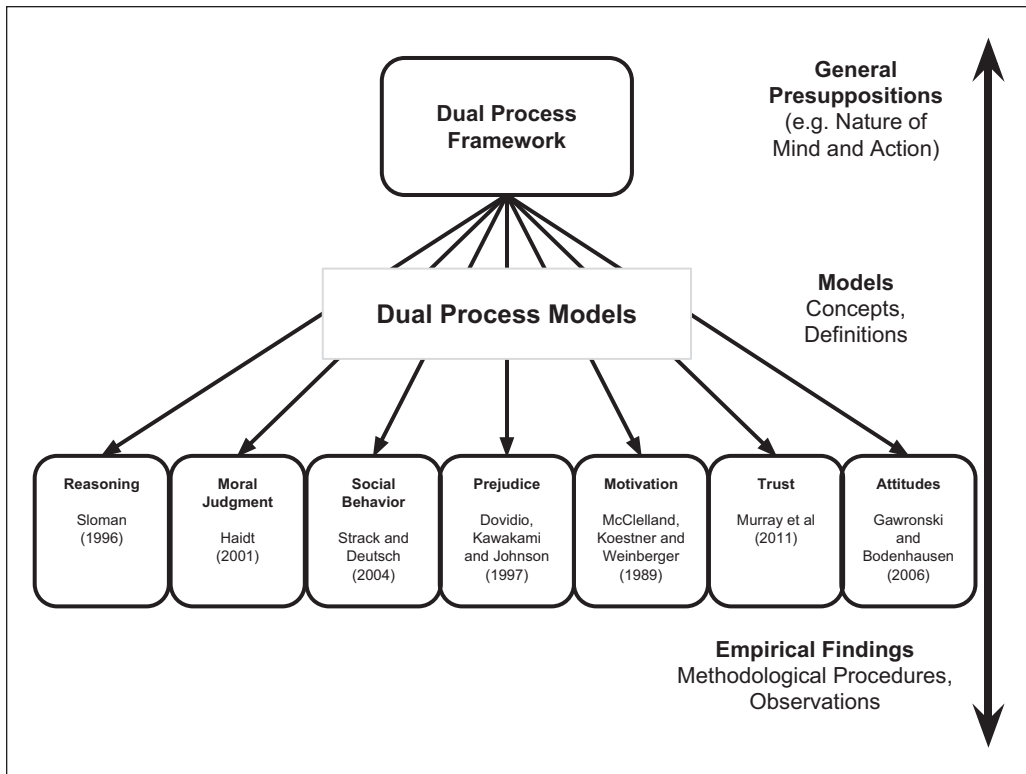 Dual Process
Framework
General
Presuppositions
(e.g. Nature of
Mind and Action)
Dual Process Models
Models
Concepts,
Definitions
Reasoning
Sloman
(1996)
Moral
Judgment
Haidt
(2001)
Social
Behavior
Strack and
Deutsch
(2004)
Prejudice
Dovidio,
Kawakami
and Johnson
(1997)
Motivation
McClelland,
Koestner and
Weinberger
(1989)
Trust
Murray et al
(2011)
Attitudes
Gawronski
and
Bodenhausen
(2006)
Empirical Findings
Methodological Procedures,
Observations